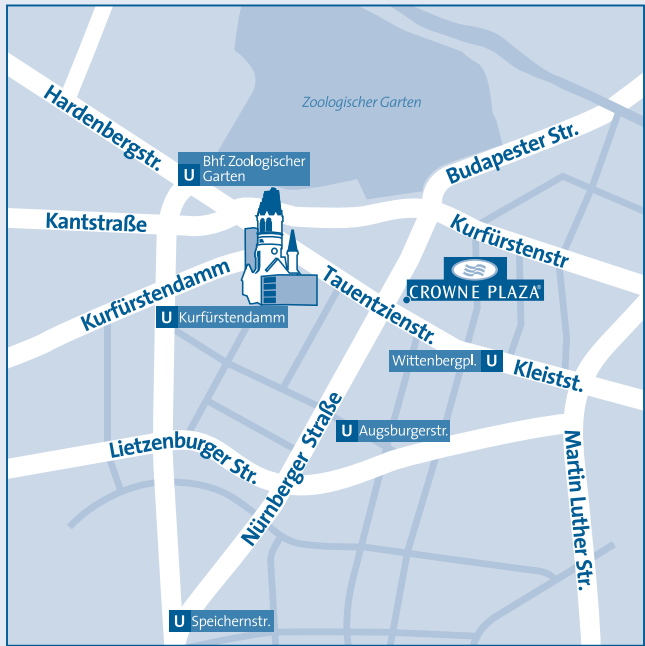 Zoologischer Garten
Hardenbergstr.
Budapester Str.
U Bhf. Zoologischer
Garten
Kantstraße
Kurfürstenstr
Kurfürstendamm
Tauentzienstr.
CROWNE PLAZA®
U Kurfürstendamm
Wittenbergpl. U
Kleistst.
Nürnberger Straße
U Augsburgerstr.
Lietzenburger Str.
Martin Luther Str.
U Speichernstr.